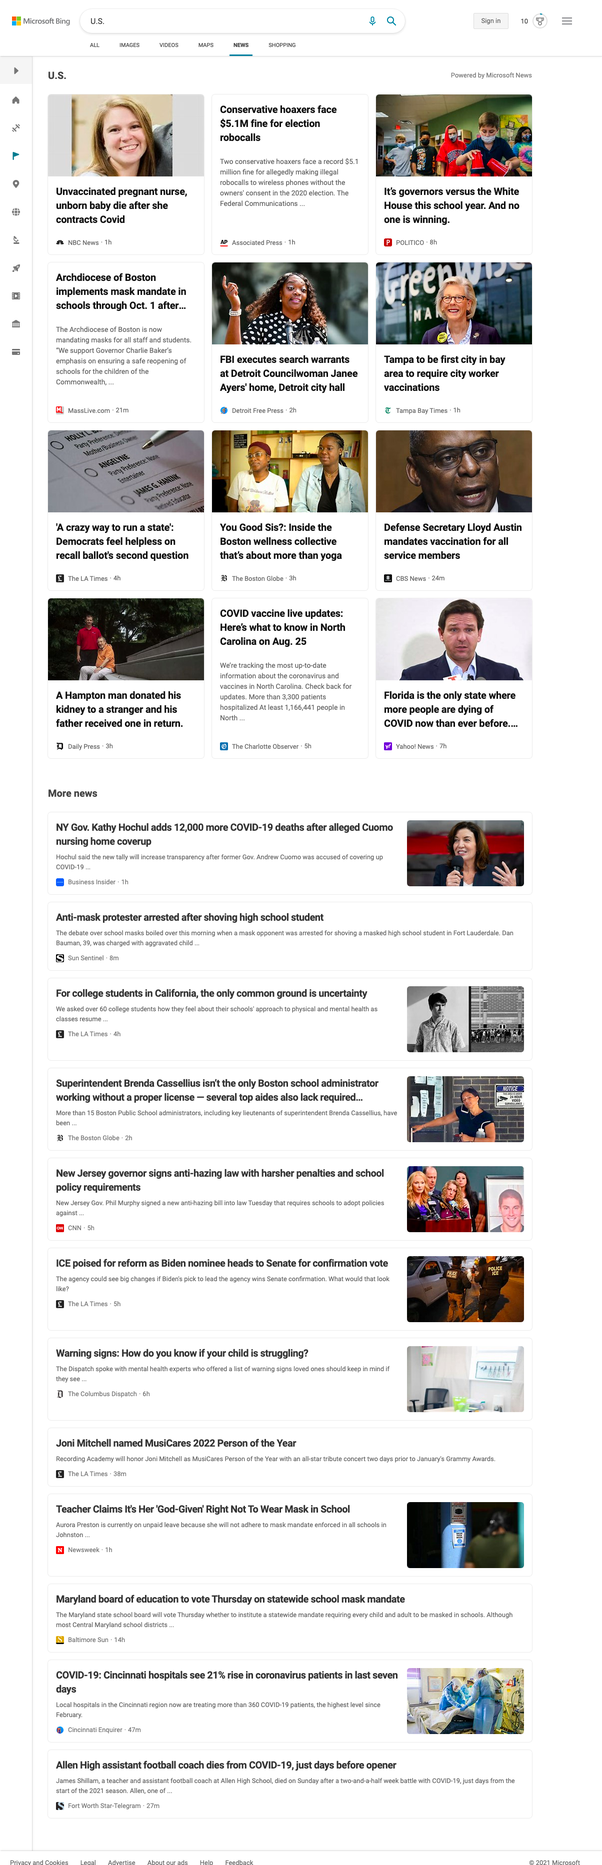 Microsoft Bing
U.S.
Sign in
10
ALL IMAGES VIDEOS MAPS NEWS SHOPPING
U.S.
Powered by Microsoft News
Unvaccinated pregnant nurse,
unborn baby die after she
contracts Covid
NBC News · 1h
Conservative hoaxers face
$5.1M fine for election
robocalls
Two conservative hoaxers face a record $5.1
million fine for allegedly making illegal
robocalls to wireless phones without the
owners' consent in the 2020 election. The
Federal Communications ...
AP Associated Press · 1h
It's governors versus the White
House this school year. And no
one is winning.
POLITICO · 8h
Archdiocese of Boston
implements mask mandate in
schools through Oct. 1 after…
The Archdiocese of Boston is now
mandating masks for all staff and students.
"We support Governor Charlie Baker's
emphasis on ensuring a safe reopening of
schools for the children of the
Commonwealth, ...
MassLive.com · 21m
FBI executes search warrants
at Detroit Councilwoman Janee
Ayers' home, Detroit city hall
Detroit Free Press · 2h
Greenwise
Tampa to be first city in bay
area to require city worker
vaccinations
Tampa Bay Times · 1h
ANGELYNE
Party Preference: None
Entertainer
JAMES G. HANINK
'A crazy way to run a state':
Democrats feel helpless on
recall ballot's second question
The LA Times · 4h
You Good Sis?: Inside the
Boston wellness collective
that's about more than yoga
The Boston Globe · 3h
Defense Secretary Lloyd Austin
mandates vaccination for all
service members
CBS News · 24m
A Hampton man donated his
kidney to a stranger and his
father received one in return.
Daily Press · 3h
COVID vaccine live updates:
Here's what to know in North
Carolina on Aug. 25
We're tracking the most up-to-date
information about the coronavirus and
vaccines in North Carolina. Check back for
updates. More than 3,300 patients
hospitalized At least 1,166,441 people in
North ...
The Charlotte Observer · 5h
Florida is the only state where
more people are dying of
COVID now than ever before.…
Yahoo! News · 7h
More news
NY Gov. Kathy Hochul adds 12,000 more COVID-19 deaths after alleged Cuomo
nursing home coverup
Hochul said the new tally will increase transparency after former Gov. Andrew Cuomo was accused of covering up
COVID-19 ...
Business Insider · 1h
Anti-mask protester arrested after shoving high school student
The debate over school masks boiled over this morning when a mask opponent was arrested for shoving a masked high school student in Fort Lauderdale. Dan
Bauman, 39, was charged with aggravated child ...
Sun Sentinel · 8m
For college students in California, the only common ground is uncertainty
We asked over 60 college students how they feel about their schools' approach to physical and mental health as
classes resume ...
The LA Times · 4h
Superintendent Brenda Cassellius isn't the only Boston school administrator
working without a proper license — several top aides also lack required…
More than 15 Boston Public School administrators, including key lieutenants of superintendent Brenda Cassellius, have
been ...
The Boston Globe · 2h
NOTICE
New Jersey governor signs anti-hazing law with harsher penalties and school
policy requirements
New Jersey Gov. Phil Murphy signed a new anti-hazing bill into law Tuesday that requires schools to adopt policies
against ...
CNN CNN · 5h
ICE poised for reform as Biden nominee heads to Senate for confirmation vote
The agency could see big changes if Biden's pick to lead the agency wins Senate confirmation. What would that look
like?
The LA Times · 5h
POLICE
ICE
Warning signs: How do you know if your child is struggling?
The Dispatch spoke with mental health experts who offered a list of warning signs loved ones should keep in mind if
they see ...
The Columbus Dispatch · 6h
Joni Mitchell named MusiCares 2022 Person of the Year
Recording Academy will honor Joni Mitchell as MusiCares Person of the Year with an all-star tribute concert two days prior to January's Grammy Awards.
The LA Times · 38m
Teacher Claims It's Her 'God-Given' Right Not To Wear Mask in School
Aurora Preston is currently on unpaid leave because she will not adhere to mask mandate enforced in all schools in
Johnston ...
N Newsweek · 1h
Maryland board of education to vote Thursday on statewide school mask mandate
The Maryland state school board will vote Thursday whether to institute a statewide mandate requiring every child and adult to be masked in schools. Although
most Central Maryland school districts ...
Baltimore Sun · 14h
COVID-19: Cincinnati hospitals see 21% rise in coronavirus patients in last seven
days
Local hospitals in the Cincinnati region now are treating more than 360 COVID-19 patients, the highest level since
February.
Cincinnati Enquirer · 47m
Allen High assistant football coach dies from COVID-19, just days before opener
James Shillam, a teacher and assistant football coach at Allen High School, died on Sunday after a two-and-a-half week battle with COVID-19, just days from the
start of the 2021 season. Allen, one of ...
Fort Worth Star-Telegram · 27m
Privacy and Cookies Legal Advertise About our ads Help Feedback © 2021 Microsoft